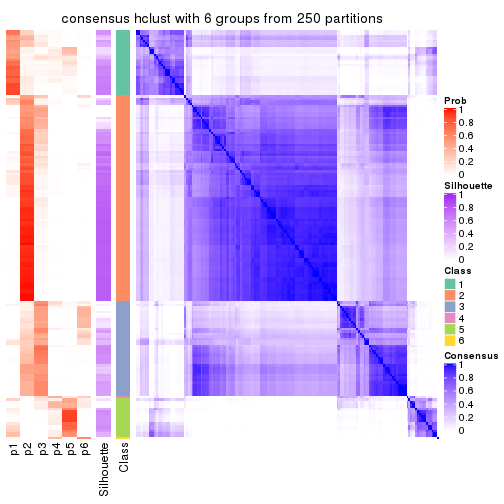 consensus hclust with 6 groups from 250 partitions
Prob
1
0.8
0.6
0.4
0.2
0
Silhouette
1
0.8
0.6
0.4
0.2
0
Class
1
2
3
4
5
6
Consensus
1
0.8
0.6
0.4
0.2
0
p1
p2
p3
p4
p5
p6
Silhouette
Class